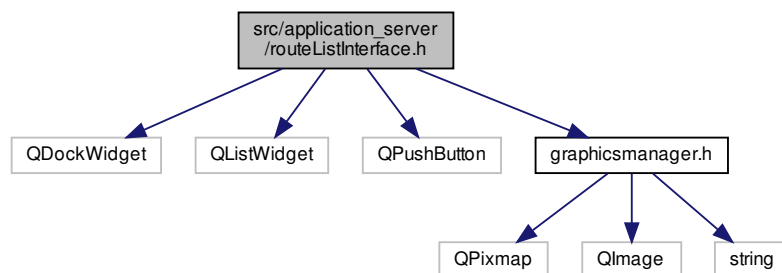 src/application_server
/routeListInterface.h
QDockWidget
QListWidget
QPushButton
graphicsmanager.h
QPixmap
QImage
string